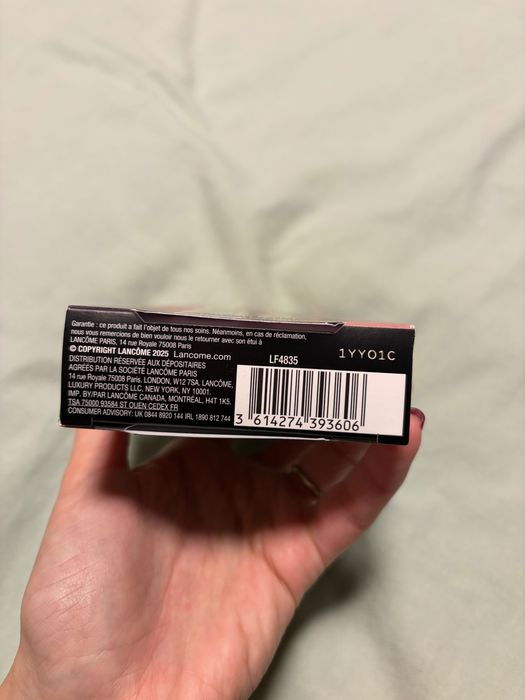 Garantie : ce produit a fait l'objet de tous nos soins. Néanmoins, en cas de réclamation,
nous vous remercions de bien vouloir nous le retourner avec son étui à
LANCÔME PARIS, 14 rue Royale 75008 Paris
© COPYRIGHT LANCÔME 2025 Lancome.com
DISTRIBUTION RÉSERVÉE AUX DÉPOSITAIRES
AGRÉÉS PAR LA SOCIÉTÉ LANCÔME PARIS
14 rue Royale 75008 Paris. LONDON, W12 7SA. LANCÔME,
LUXURY PRODUCTS LLC, NEW YORK, NY 10001.
IMP. BY/PAR LANCÔME CANADA, MONTRÉAL, H4T 1K5.
TSA 75000 93584 ST OUEN CEDEX FR
CONSUMER ADVISORY: UK 0844 8920 144 IRL 1890 812 744
LF4835
1YYO1C
3 614274 393606